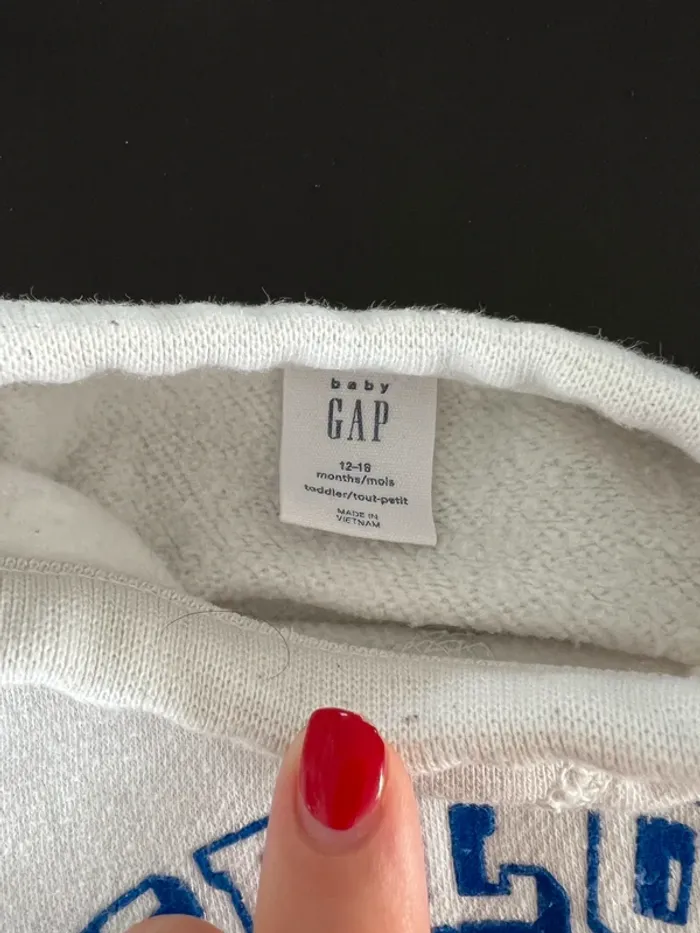 baby
GAP
12–18
months/mois
toddler/tout-petit
MADE IN
VIETNAM